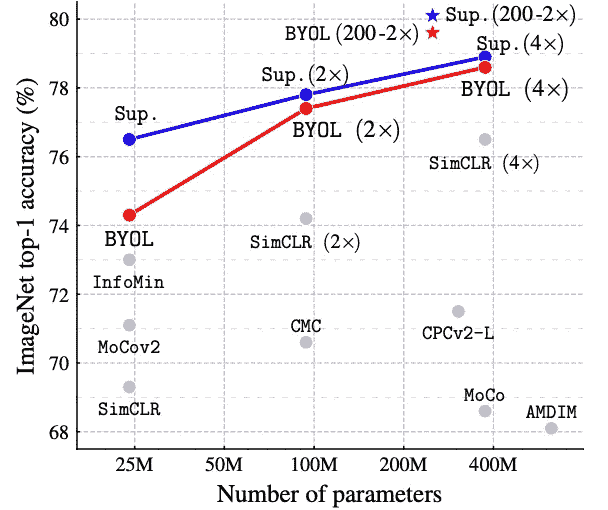 80
Sup.(200-2×)
BYOL (200-2×)
Sup.(4×)
78
Sup.(2×)
BYOL (4×)
Sup.
BYOL (2×)
76
SimCLR (4×)
74
BYOL
SimCLR (2×)
InfoMin
72
MoCov2
CMC
CPCv2-L
70
SimCLR
MoCo
AMDIM
68
25M 50M 100M 200M 400M
Number of parameters
ImageNet top-1 accuracy (%)